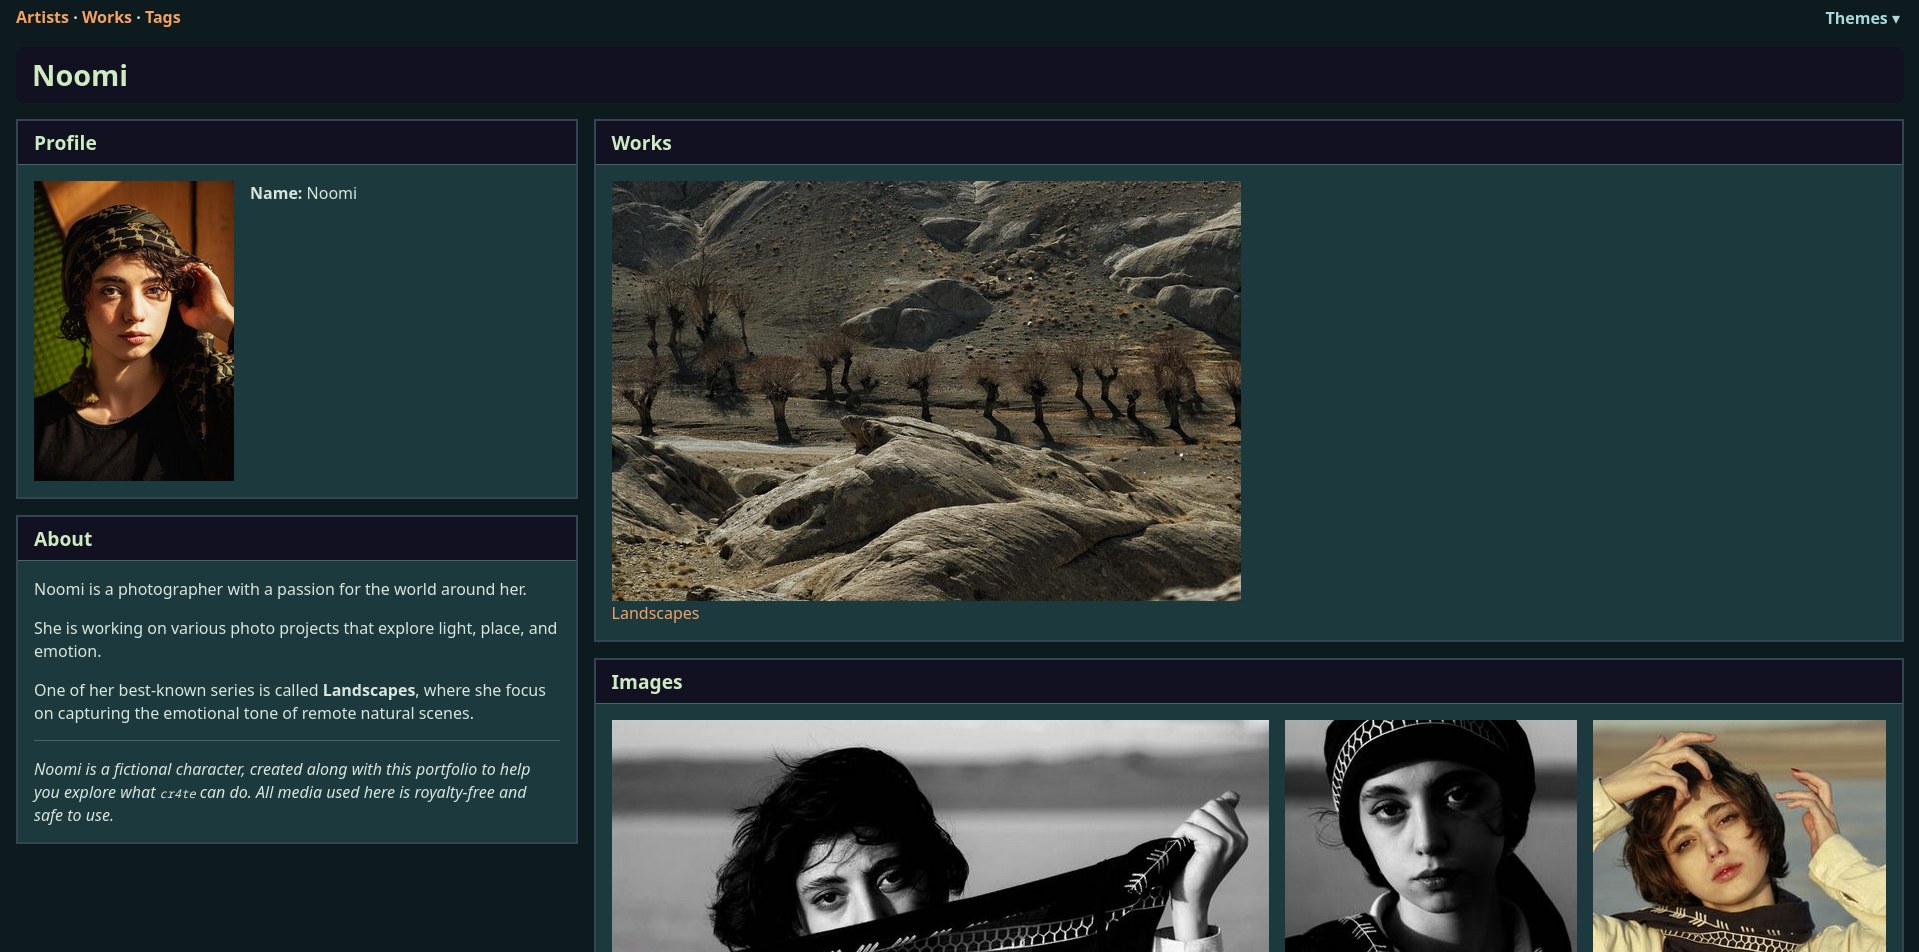 Artists · Works · Tags
Themes ▾
Noomi
Profile
Name: Noomi
About
Noomi is a photographer with a passion for the world around her.
She is working on various photo projects that explore light, place, and
emotion.
One of her best-known series is called Landscapes, where she focus
on capturing the emotional tone of remote natural scenes.
Noomi is a fictional character, created along with this portfolio to help
you explore what cr4te can do. All media used here is royalty-free and
safe to use.
Works
Landscapes
Images